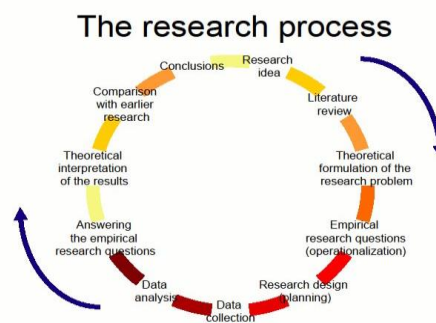 The research process
Research
idea
Literature
review
Theoretical
formulation of the
research problem
Empirical
research questions
(operationalization)
Research design
(planning)
Data
collection
Data
analysis
Answering
the empirical
research questions
Theoretical
interpretation
of the results
Comparison
with earlier
research
Conclusions